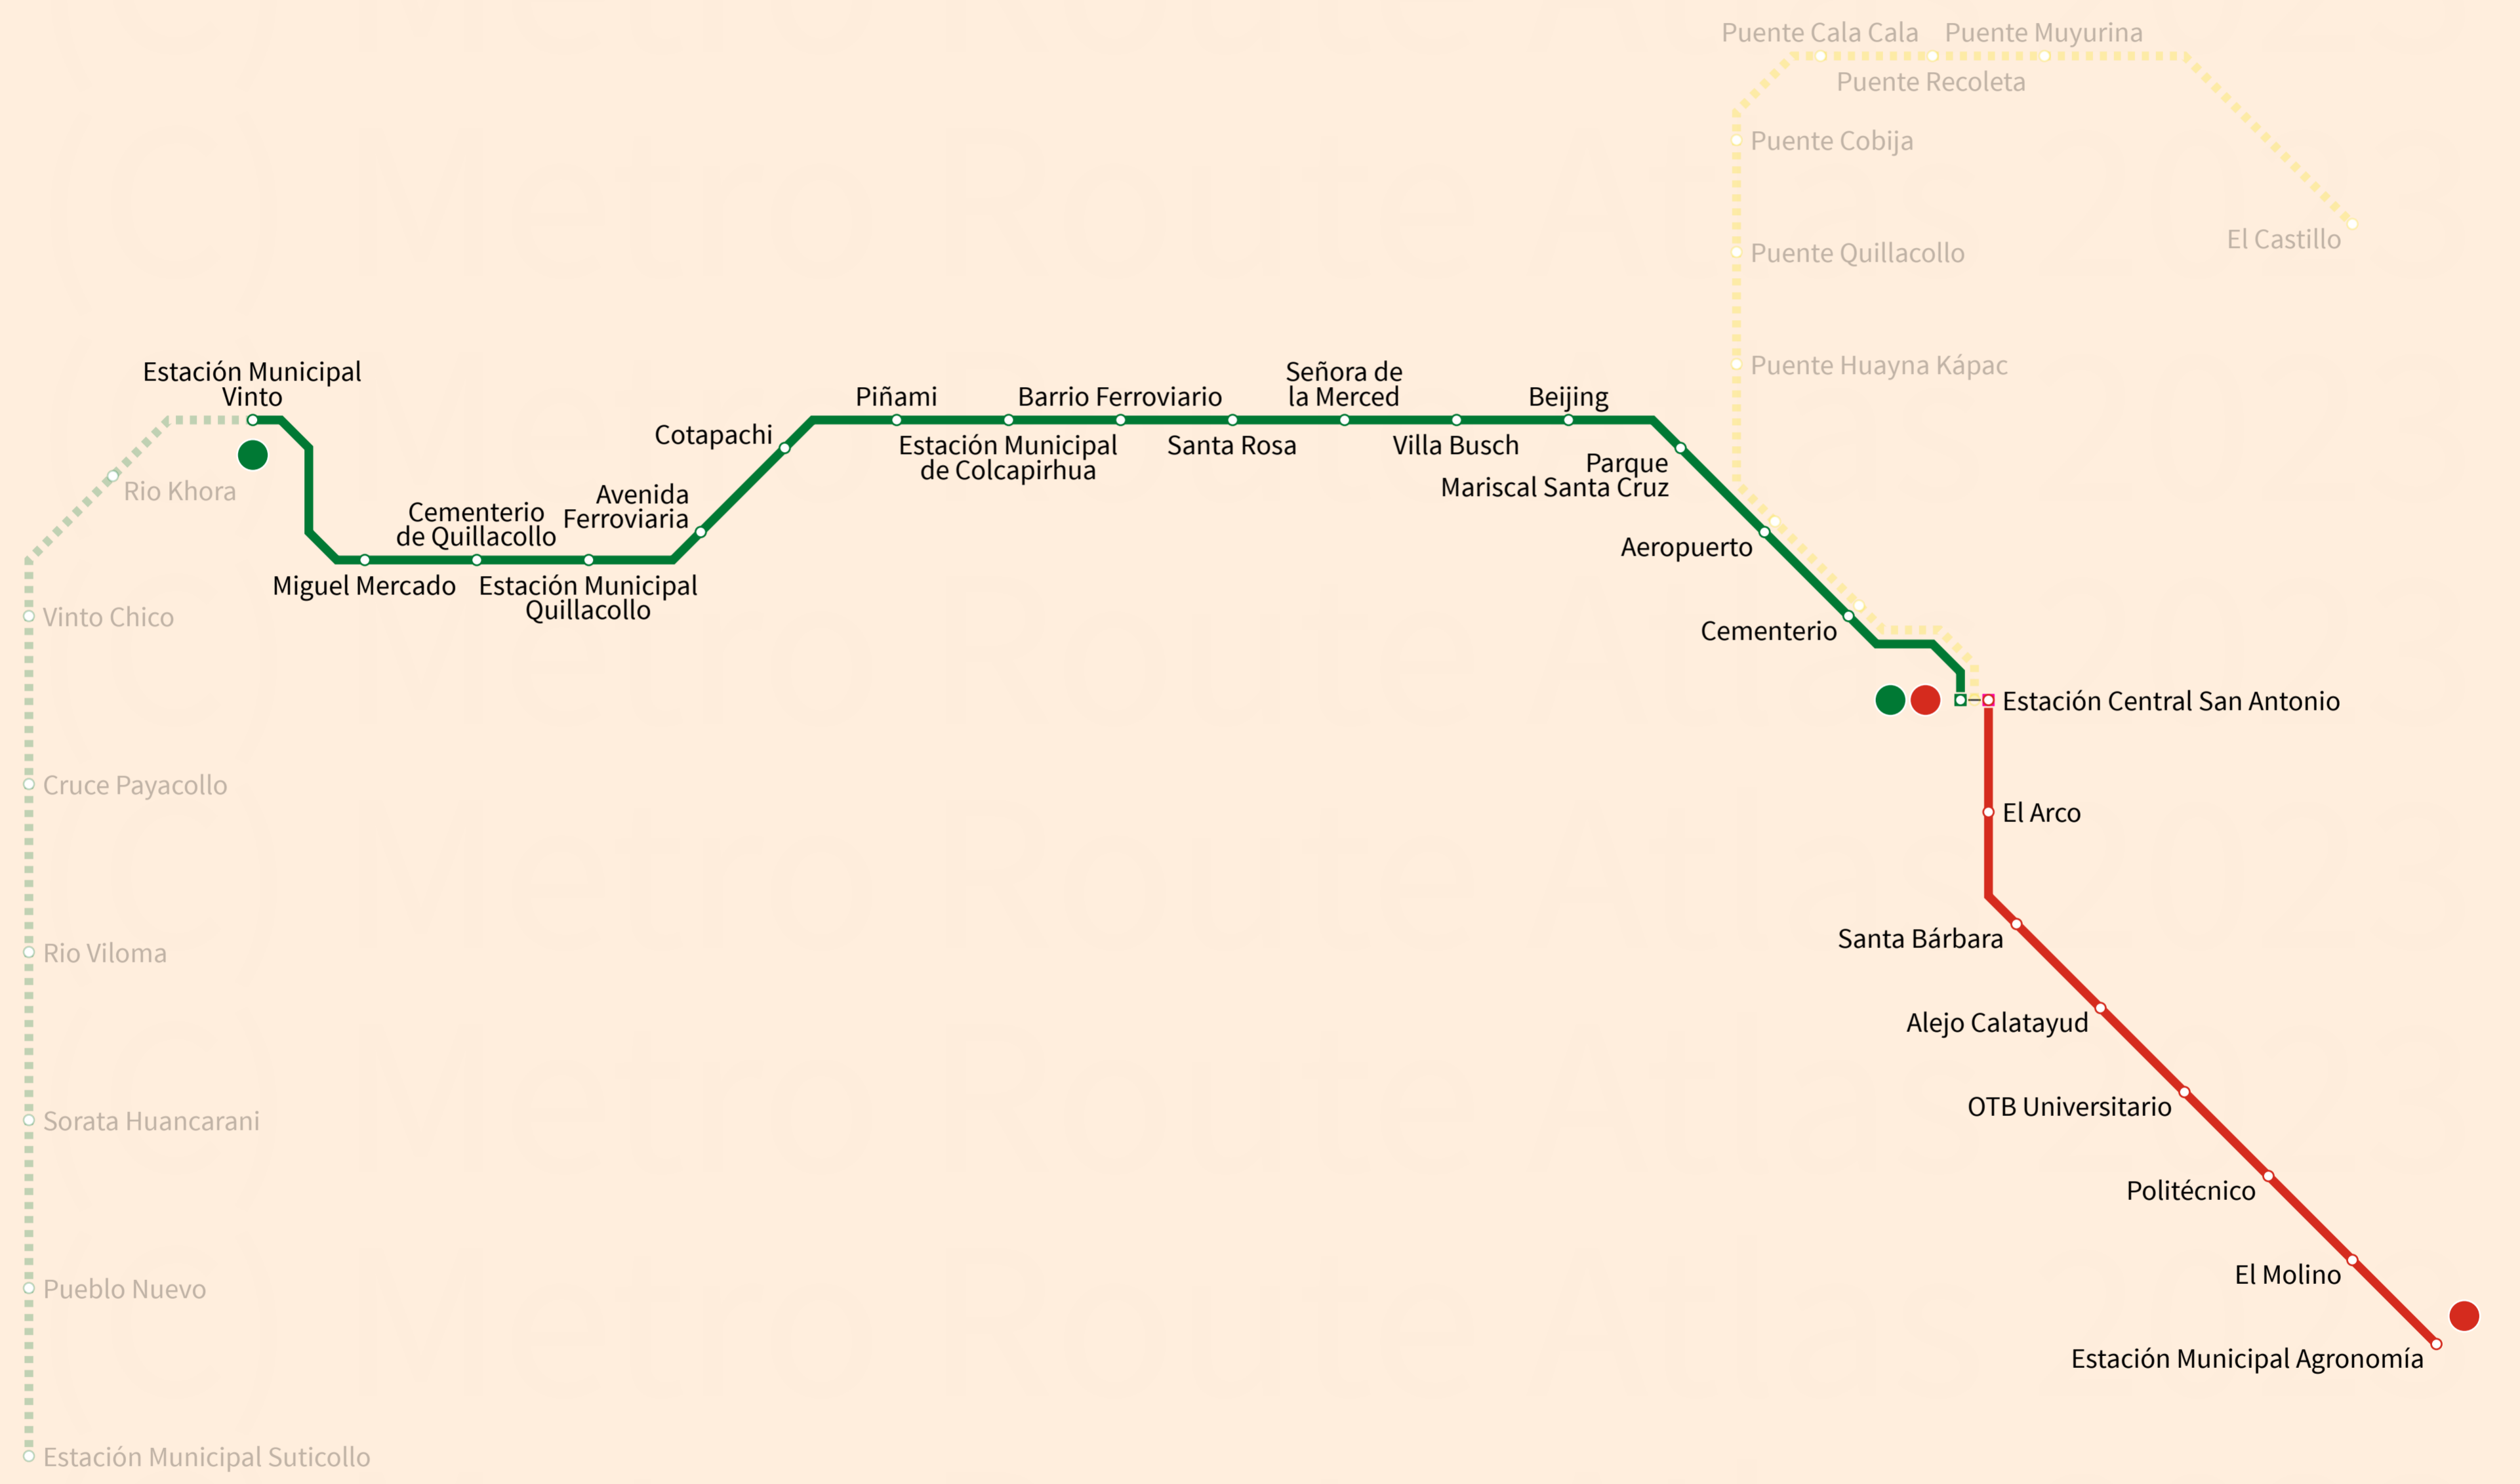 Puente Cala Cala
Puente Muyurina
Puente Recoleta
Puente Cobija
Puente Quillacollo
El Castillo
Puente Huayna Kápac
Estación Municipal
Vinto
Rio Khora
Vinto Chico
Cruce Payacollo
Rio Viloma
Sorata Huancarani
Pueblo Nuevo
Estación Municipal Suticollo
Miguel Mercado
Cementerio
de Quillacollo
Estación Municipal
Quillacollo
Avenida
Ferroviaria
Cotapachi
Piñami
Estación Municipal
de Colcapirhua
Barrio Ferroviario
Santa Rosa
Señora de
la Merced
Villa Busch
Beijing
Parque
Mariscal Santa Cruz
Aeropuerto
Cementerio
Estación Central San Antonio
El Arco
Santa Bárbara
Alejo Calatayud
OTB Universitario
Politécnico
El Molino
Estación Municipal Agronomía